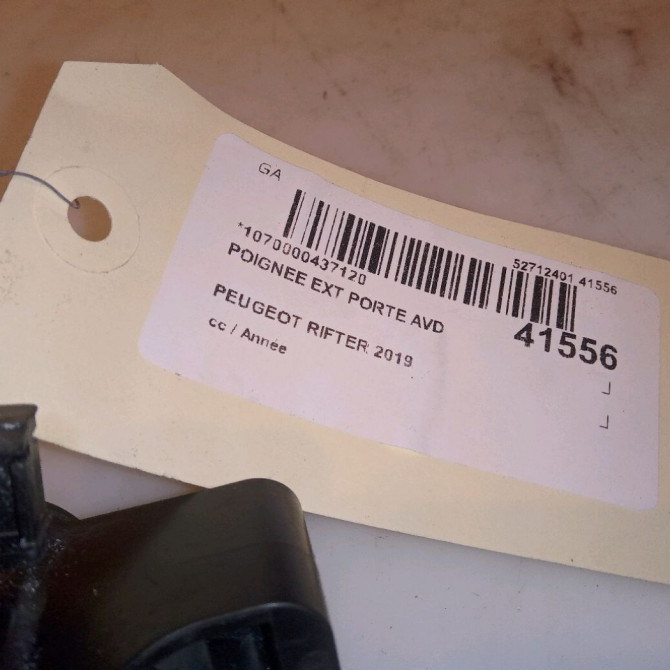 GA
*1070000437120
52712401 41556
POIGNEE EXT PORTE AVD
41556
PEUGEOT RIFTER 2019
cc / Année